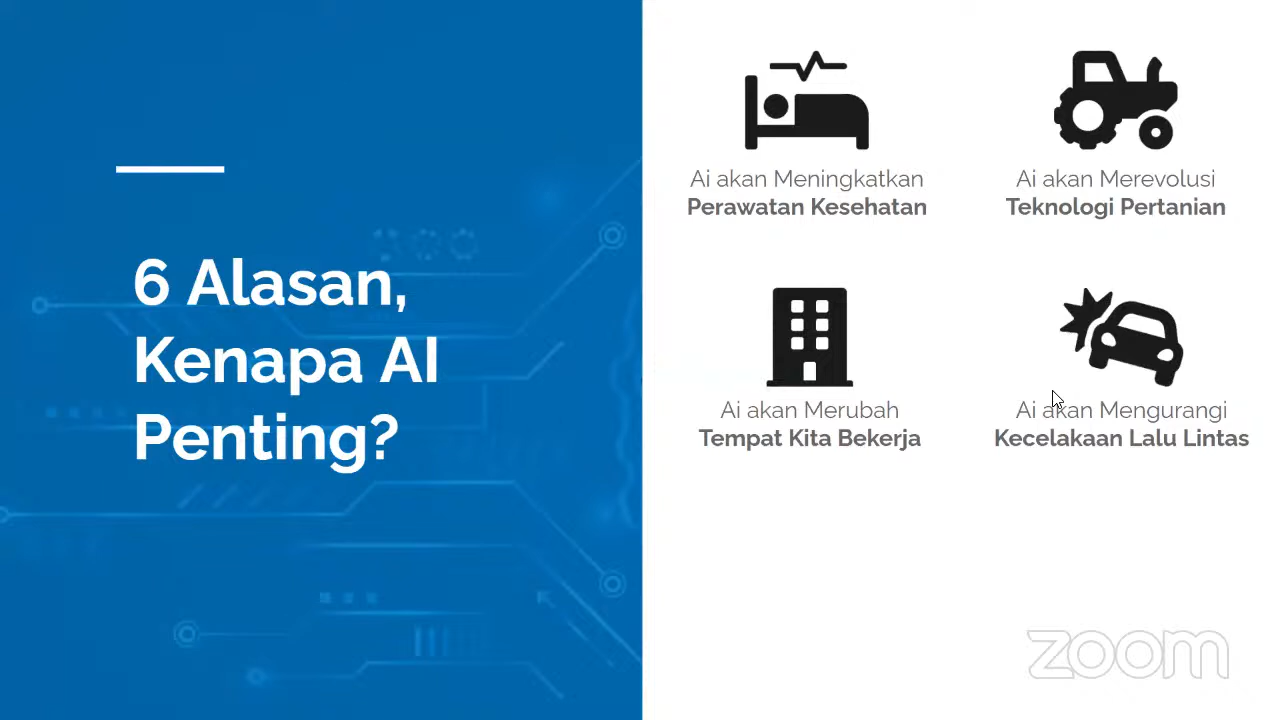 6 Alasan,
Kenapa AI
Penting?
Ai akan Meningkatkan
Perawatan Kesehatan
Ai akan Merevolusi
Teknologi Pertanian
Ai akan Merubah
Tempat Kita Bekerja
Ai akan Mengurangi
Kecelakaan Lalu Lintas
zoom